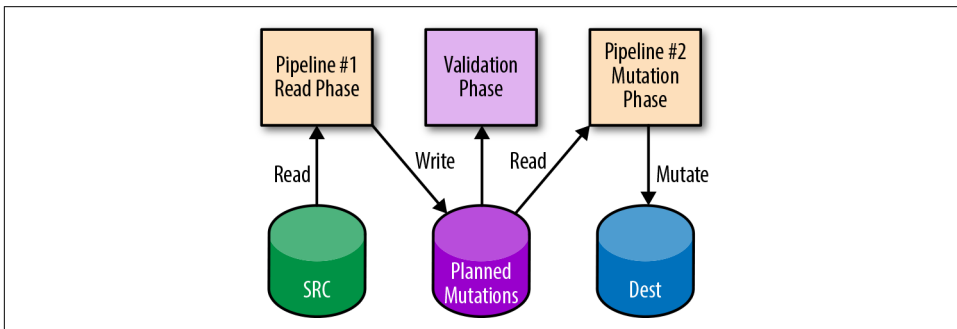 Pipeline #1
Read Phase
Validation
Phase
Pipeline #2
Mutation
Phase
Read
Write
Read
Mutate
SRC
Planned
Mutations
Dest